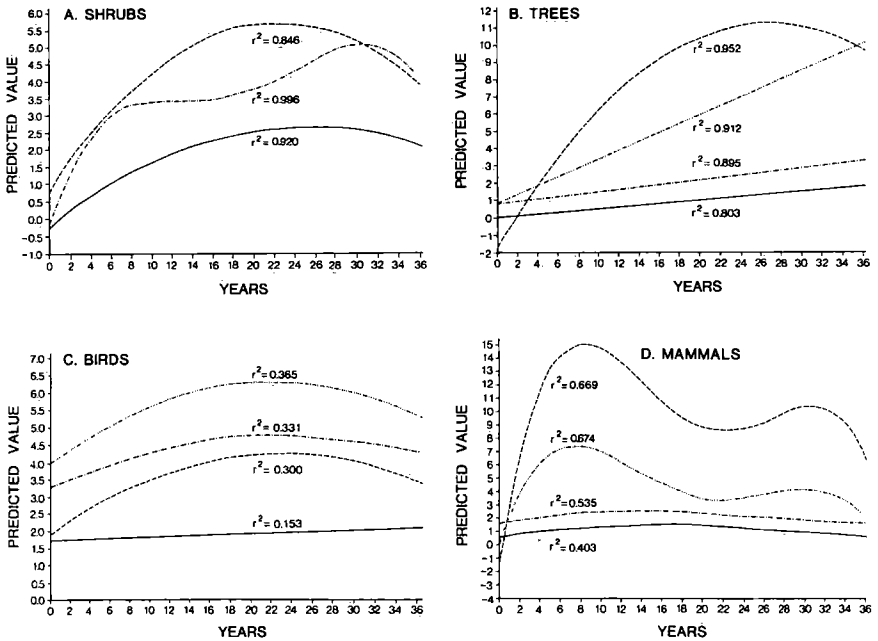 A. SHRUBS
PREDICTED VALUE
6.0
5.5
5.0
4.5
4.0
3.5
3.0
2.5
2.0
1.5
1.0
0.5
0.0
−0.5
−1.0
r² = 0.846
r² = 0.996
r² = 0.920
0 2 4 6 8 10 12 14 16 18 20 22 24 26 28 30 32 34 36
YEARS
B. TREES
PREDICTED VALUE
12
11
10
9
8
7
6
5
4
3
2
1
0
−1
−2
r² = 0.952
r² = 0.912
r² = 0.895
r² = 0.803
0 2 4 6 8 10 12 14 16 18 20 22 24 26 28 30 32 34 36
YEARS
C. BIRDS
PREDICTED VALUE
7.0
6.5
6.0
5.5
5.0
4.5
4.0
3.5
3.0
2.5
2.0
1.5
1.0
0.5
0.0
r² = 0.365
r² = 0.331
r² = 0.300
r² = 0.153
0 2 4 6 8 10 12 14 16 18 20 22 24 26 28 30 32 34 36
YEARS
D. MAMMALS
PREDICTED VALUE
15
14
13
12
11
10
9
8
7
6
5
4
3
2
1
0
−1
−2
−3
−4
r² = 0.669
r² = 0.674
r² = 0.535
r² = 0.403
0 2 4 6 8 10 12 14 16 18 20 22 24 26 28 30 32 34 36
YEARS